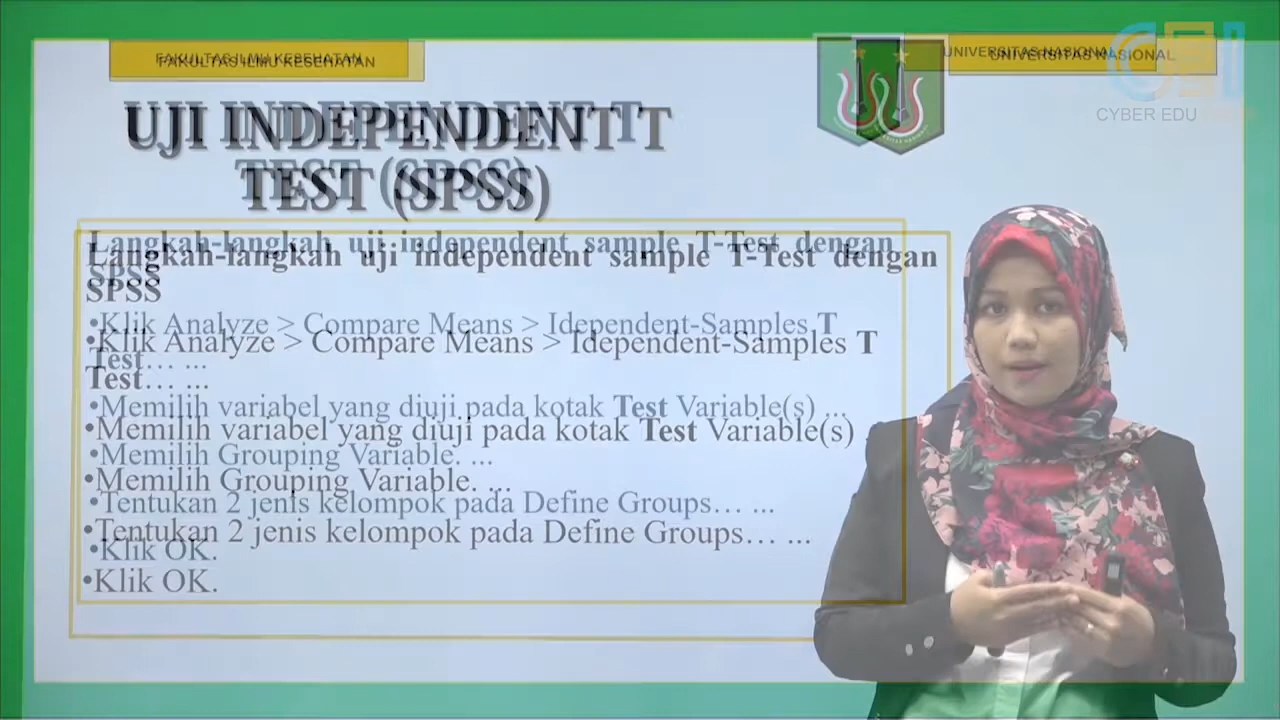 FAKULTAS ILMU KESEHATAN
UNIVERSITAS NASIONAL
CYBER EDU
UJI INDEPENDENT T
TEST (SPSS)
Langkah-langkah uji independent sample T-Test dengan
SPSS
•Klik Analyze > Compare Means > Idependent-Samples T
Test… ...
•Memilih variabel yang diuji pada kotak Test Variable(s) ...
•Memilih Grouping Variable. ...
•Tentukan 2 jenis kelompok pada Define Groups… ...
•Klik OK.